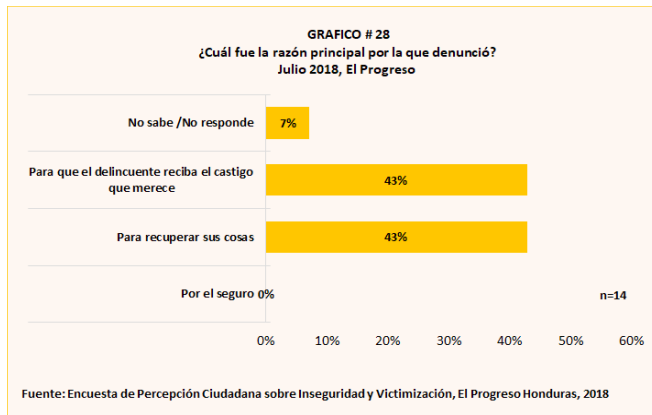 GRAFICO # 28
¿Cuál fue la razón principal por la que denunció?
Julio 2018, El Progreso
No sabe /No responde
7%
Para que el delincuente reciba el castigo
que merece
43%
Para recuperar sus cosas
43%
Por el seguro 0%
n=14
0% 10% 20% 30% 40% 50% 60%
Fuente: Encuesta de Percepción Ciudadana sobre Inseguridad y Victimización, El Progreso Honduras, 2018